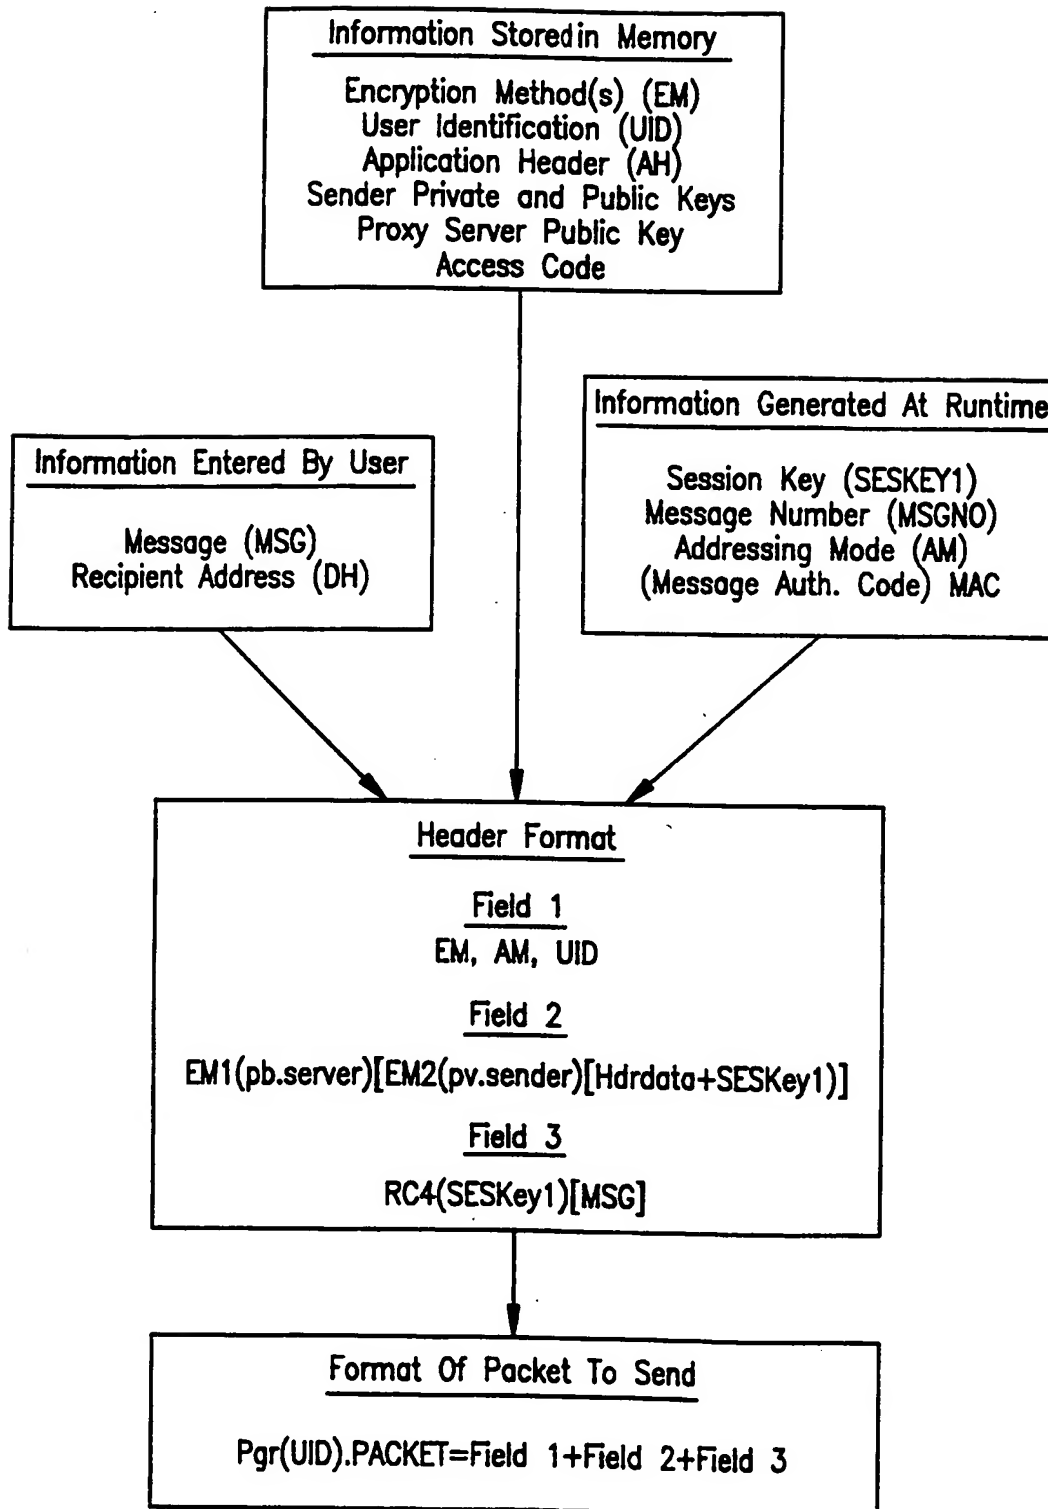 Information Stored in Memory
Encryption Method(s) (EM)
User Identification (UID)
Application Header (AH)
Sender Private and Public Keys
Proxy Server Public Key
Access Code
Information Entered By User
Message (MSG)
Recipient Address (DH)
Information Generated At Runtime
Session Key (SESKEY1)
Message Number (MSGNO)
Addressing Mode (AM)
(Message Auth. Code) MAC
Header Format
Field 1
EM, AM, UID
Field 2
EM1(pb.server)[EM2(pv.sender)[Hdrdata+SESKey1)]
Field 3
RC4(SESKey1)[MSG]
Format Of Packet To Send
Pgr(UID).PACKET=Field 1+Field 2+Field 3